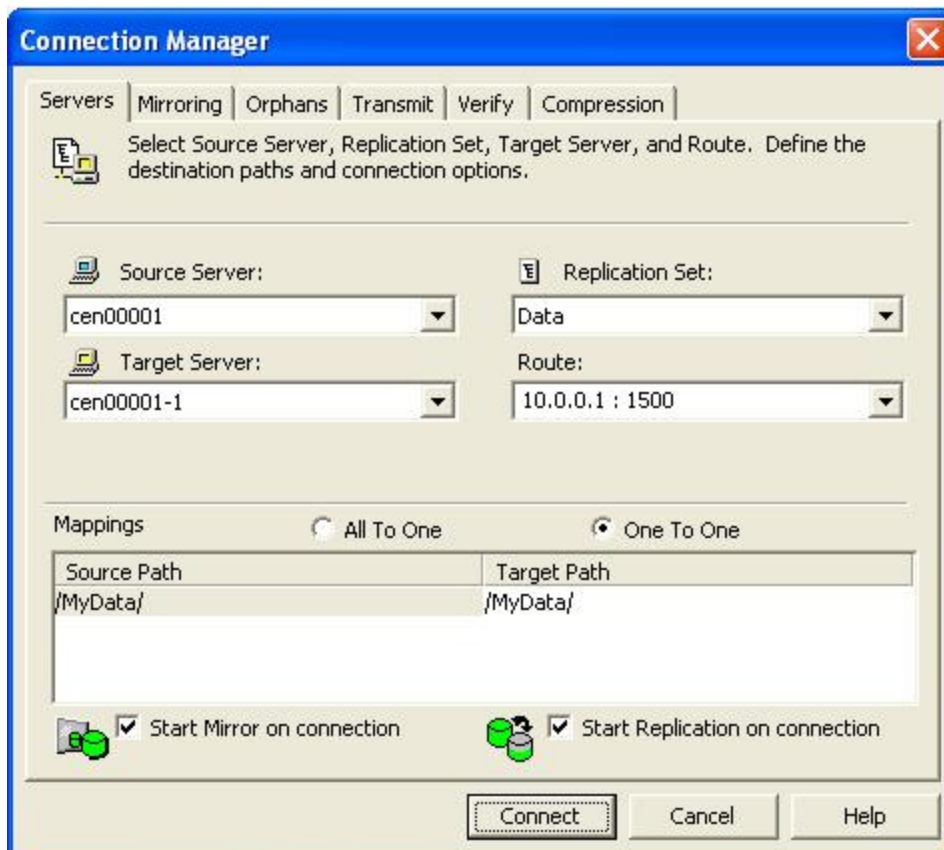 Connection Manager
Servers Mirroring Orphans Transmit Verify Compression
Select Source Server, Replication Set, Target Server, and Route. Define the
destination paths and connection options.
Source Server: Replication Set:
cen00001 Data
Target Server: Route:
cen00001-1 10.0.0.1 : 1500
Mappings All To One One To One
Source Path Target Path
/MyData/ /MyData/
Start Mirror on connection Start Replication on connection
Connect Cancel Help